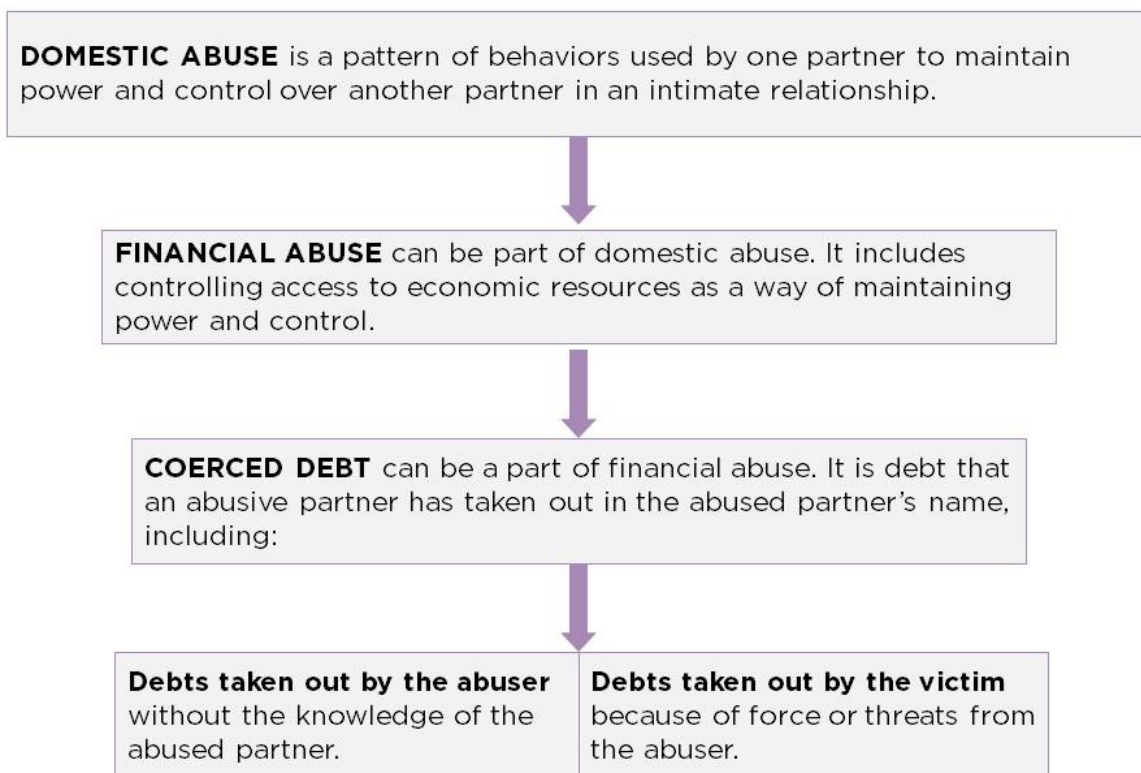 DOMESTIC ABUSE is a pattern of behaviors used by one partner to maintain
power and control over another partner in an intimate relationship.
FINANCIAL ABUSE can be part of domestic abuse. It includes
controlling access to economic resources as a way of maintaining
power and control.
COERCED DEBT can be a part of financial abuse. It is debt that
an abusive partner has taken out in the abused partner’s name,
including:
Debts taken out by the abuser
without the knowledge of the
abused partner.
Debts taken out by the victim
because of force or threats from
the abuser.